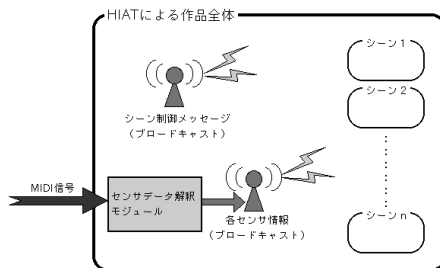 HIATによる作品全体
シーン1
シーン2
シーン制御メッセージ
（ブロードキャスト）
MIDI信号
センサデータ解釈
モジュール
各センサ情報
（ブロードキャスト）
シーンn